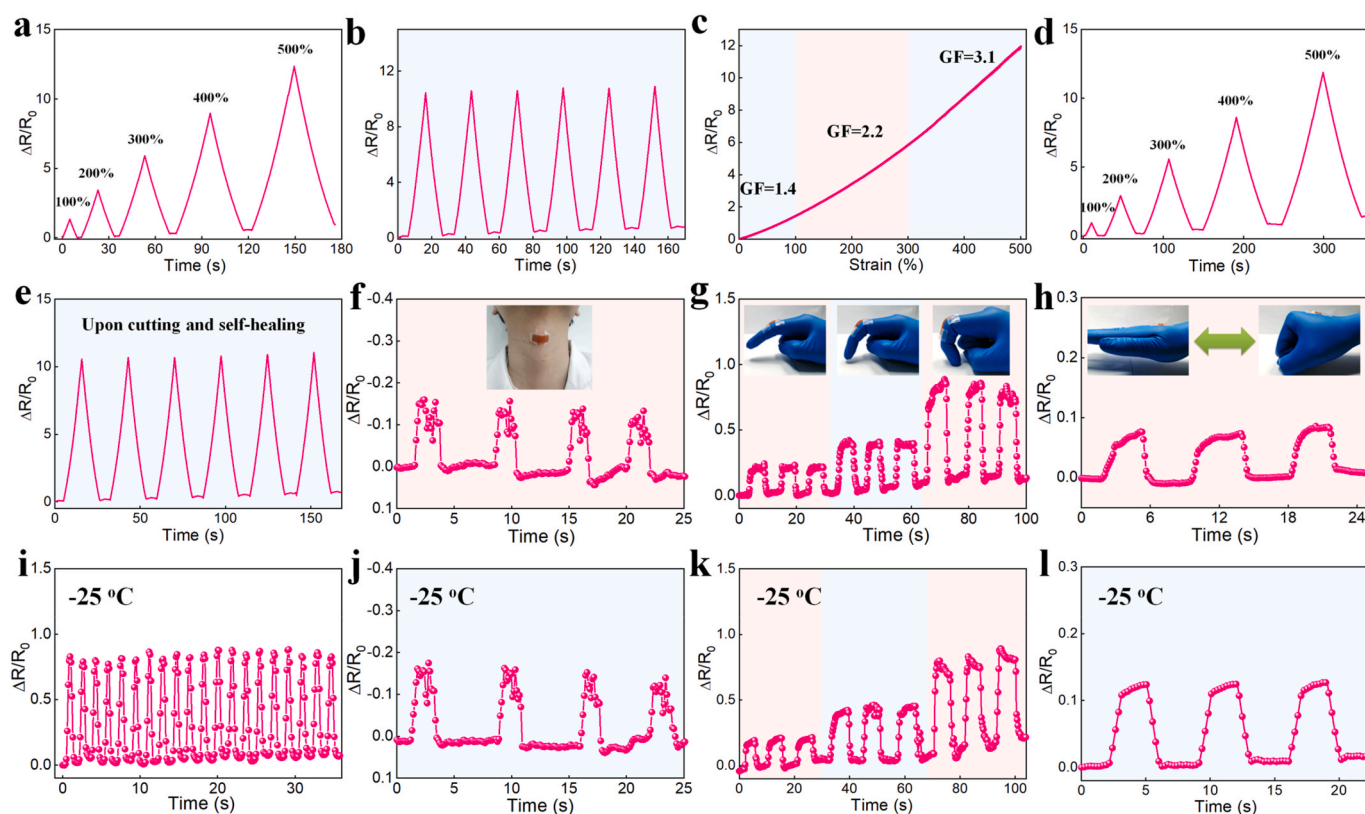 a
15
10
5
0
ΔR/R0
100%
200%
300%
400%
500%
0 30 60 90 120 150 180
Time (s)
b
12
8
4
0
ΔR/R0
0 20 40 60 80 100 120 140 160
Time (s)
c
12
10
8
6
4
2
0
ΔR/R0
GF=1.4
GF=2.2
GF=3.1
0 100 200 300 400 500
Strain (%)
d
15
10
5
0
ΔR/R0
100%
200%
300%
400%
500%
0 100 200 300
Time (s)
e
15
10
5
0
ΔR/R0
Upon cutting and self-healing
0 50 100 150
Time (s)
f
-0.4
-0.3
-0.2
-0.1
0.0
0.1
ΔR/R0
0 5 10 15 20 25
Time (s)
g
1.5
1.0
0.5
0.0
ΔR/R0
0 20 40 60 80 100
Time (s)
h
0.3
0.2
0.1
0.0
ΔR/R0
0 6 12 18 24
Time (s)
i
1.5
1.0
0.5
0.0
ΔR/R0
-25 ºC
0 10 20 30
Time (s)
j
-0.4
-0.3
-0.2
-0.1
0.0
0.1
ΔR/R0
-25 ºC
0 5 10 15 20 25
Time (s)
k
1.5
1.0
0.5
0.0
ΔR/R0
-25 ºC
0 20 40 60 80 100
Time (s)
l
0.3
0.2
0.1
0.0
ΔR/R0
-25 ºC
0 5 10 15 20
Time (s)